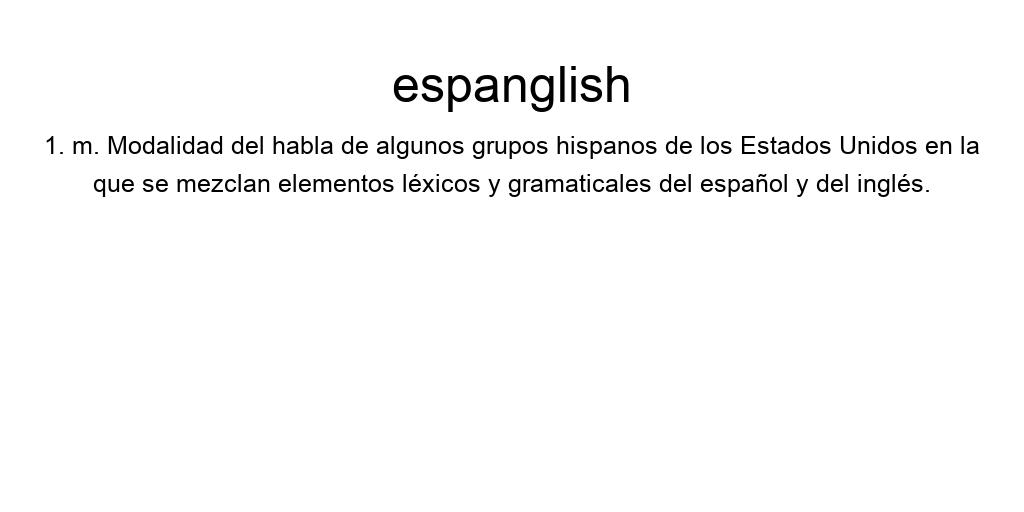 espanglish
1. m. Modalidad del habla de algunos grupos hispanos de los Estados Unidos en la
que se mezclan elementos léxicos y gramaticales del español y del inglés.